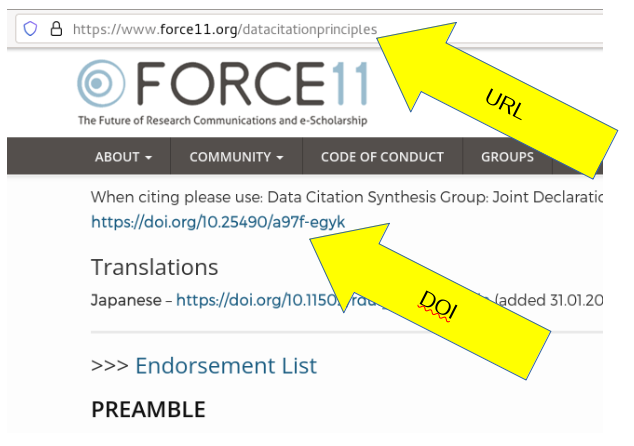 https://www.force11.org/datacitationprinciples
FORCE11
The Future of Research Communications and e-Scholarship
URL
ABOUT
COMMUNITY
CODE OF CONDUCT
GROUPS
When citing please use: Data Citation Synthesis Group: Joint
https://doi.org/10.25490/a97f-egyk
Translations
Japanese – https://doi.org/10.1150 (added 31.01.20
DOI
>>> Endorsement List
PREAMBLE